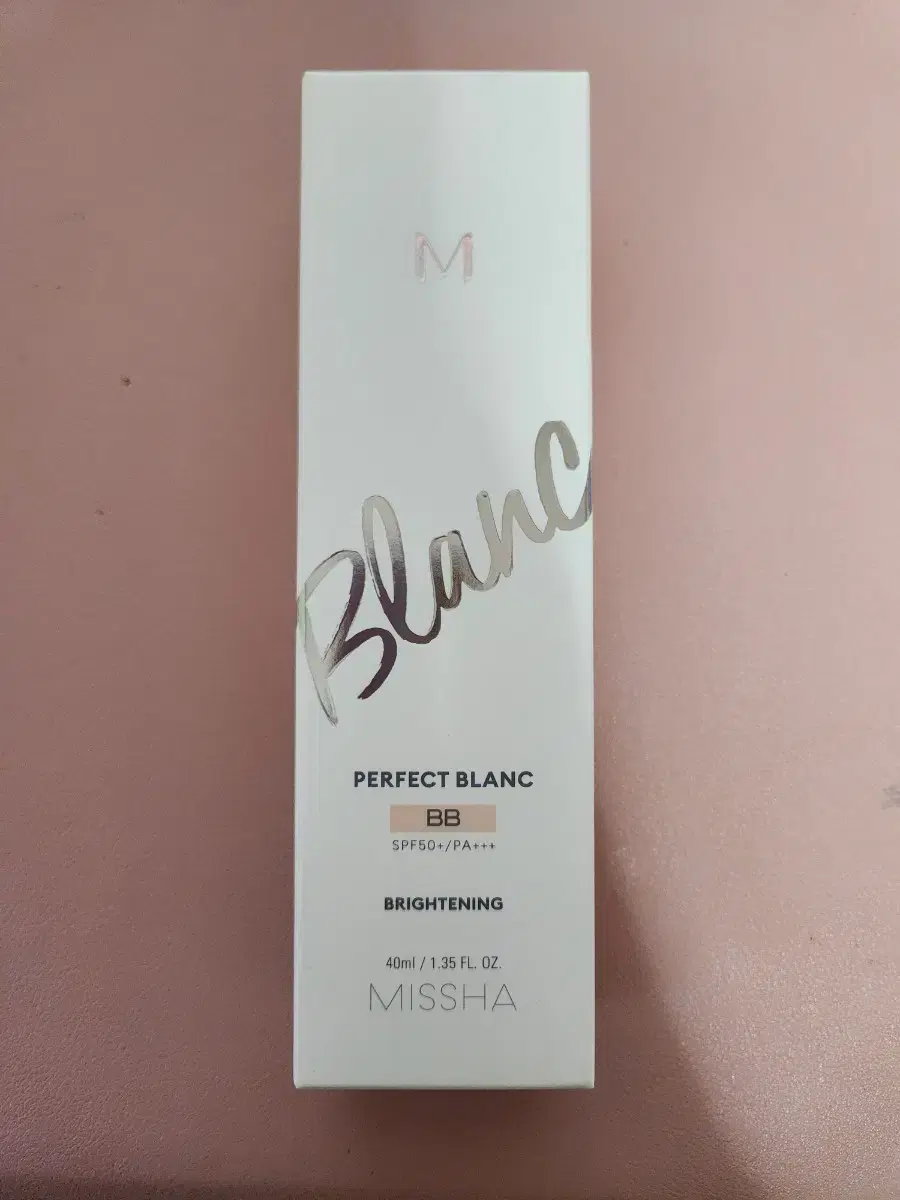 M
Blanc
PERFECT BLANC
BB
SPF50+/PA+++
BRIGHTENING
40ml / 1.35 FL. OZ.
MISSHA